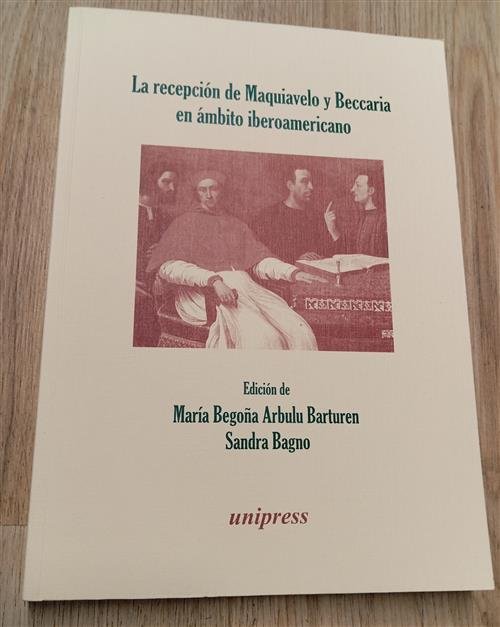 La recepción de Maquiavelo y Beccaria
en ámbito iberoamericano
Edición de
María Begoña Arbulu Barturen
Sandra Bagno
unipress